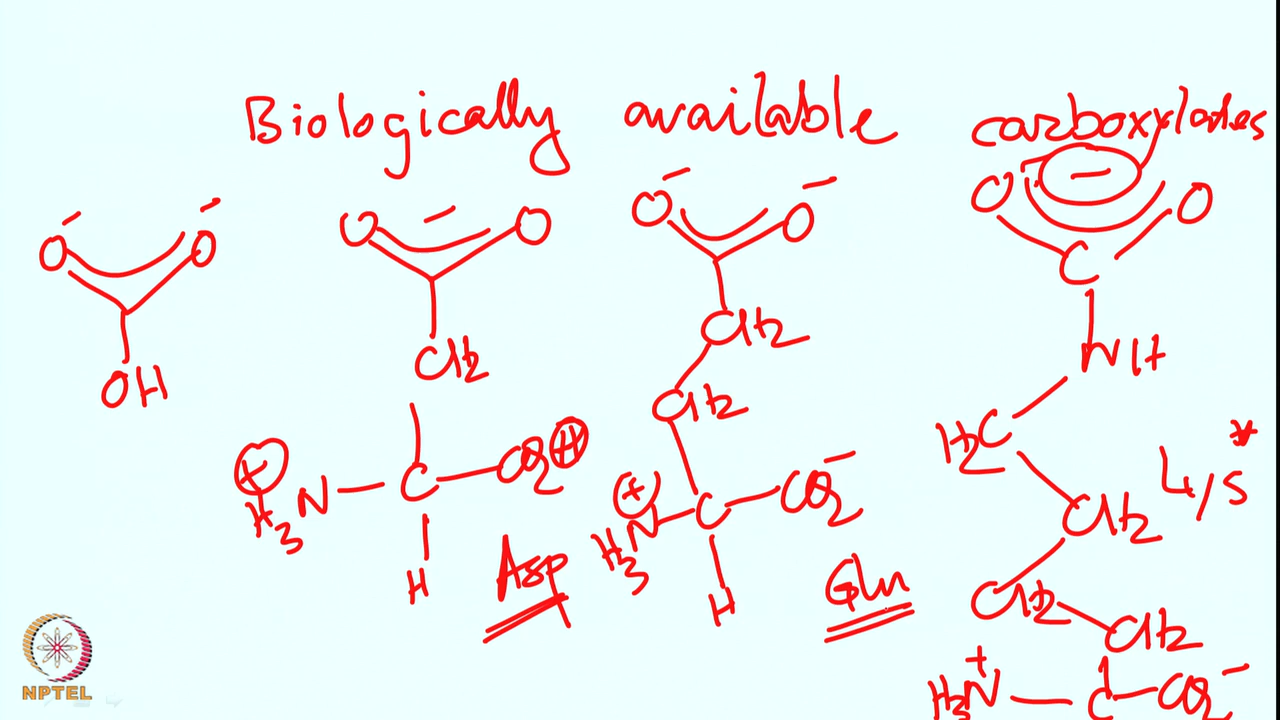 Biologically available carboxylates
O⁻ O⁻ O − O O⁻ O⁻ O − O
C
CH2
CH2
NH
OH
CH2
H2C
L/S*
⊕ H3N C CO2⊖
⊕ H3N C CO2⁻
CH2
H
Asp
H
Glu
CH2
CH2
H3N⁺ C CO2⁻
NPTEL